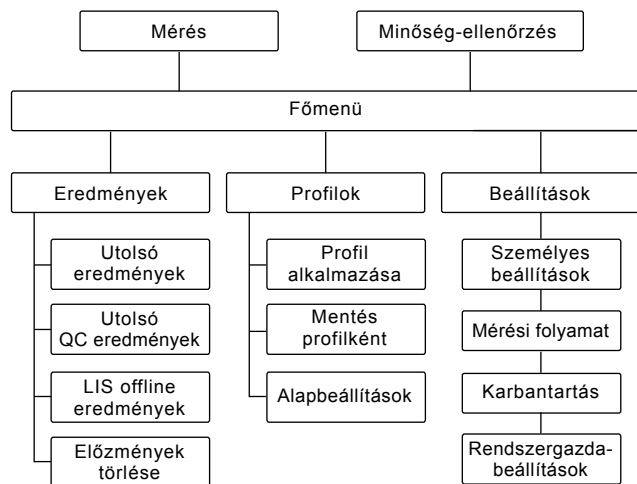 Mérés
Minőség-ellenőrzés
Főmenü
Eredmények
Profilok
Beállítások
Utolsó
eredmények
Profil
alkalmazása
Személyes
beállítások
Utolsó
QC eredmények
Mentés
profilként
Mérési folyamat
LIS offline
eredmények
Alapbeállítások
Karbantartás
Előzmények
törlése
Rendszergazda-
beállítások